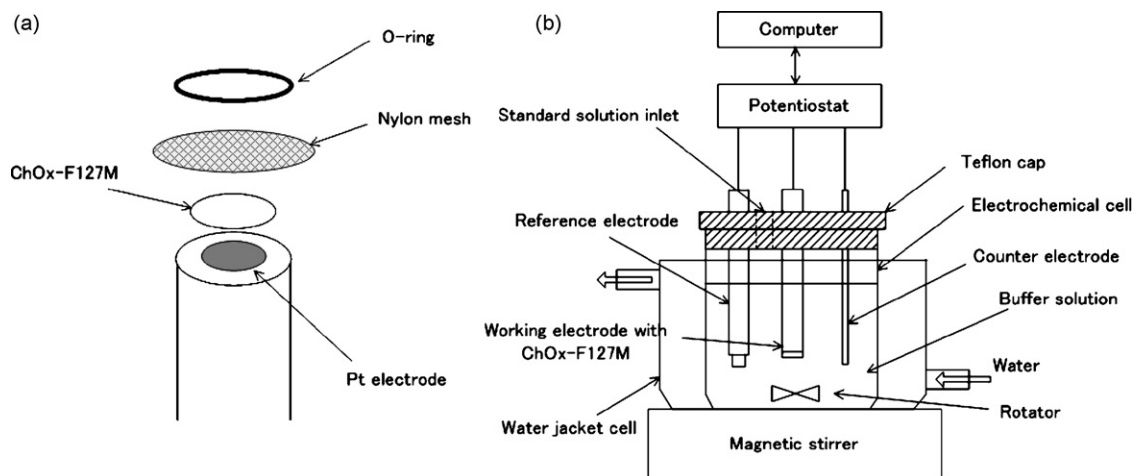 (a)
O-ring
Nylon mesh
ChOx-F127M
Pt electrode
(b)
Computer
Potentiostat
Standard solution inlet
Teflon cap
Reference electrode
Electrochemical cell
Counter electrode
Buffer solution
Working electrode with
ChOx-F127M
Water
Rotator
Water jacket cell
Magnetic stirrer